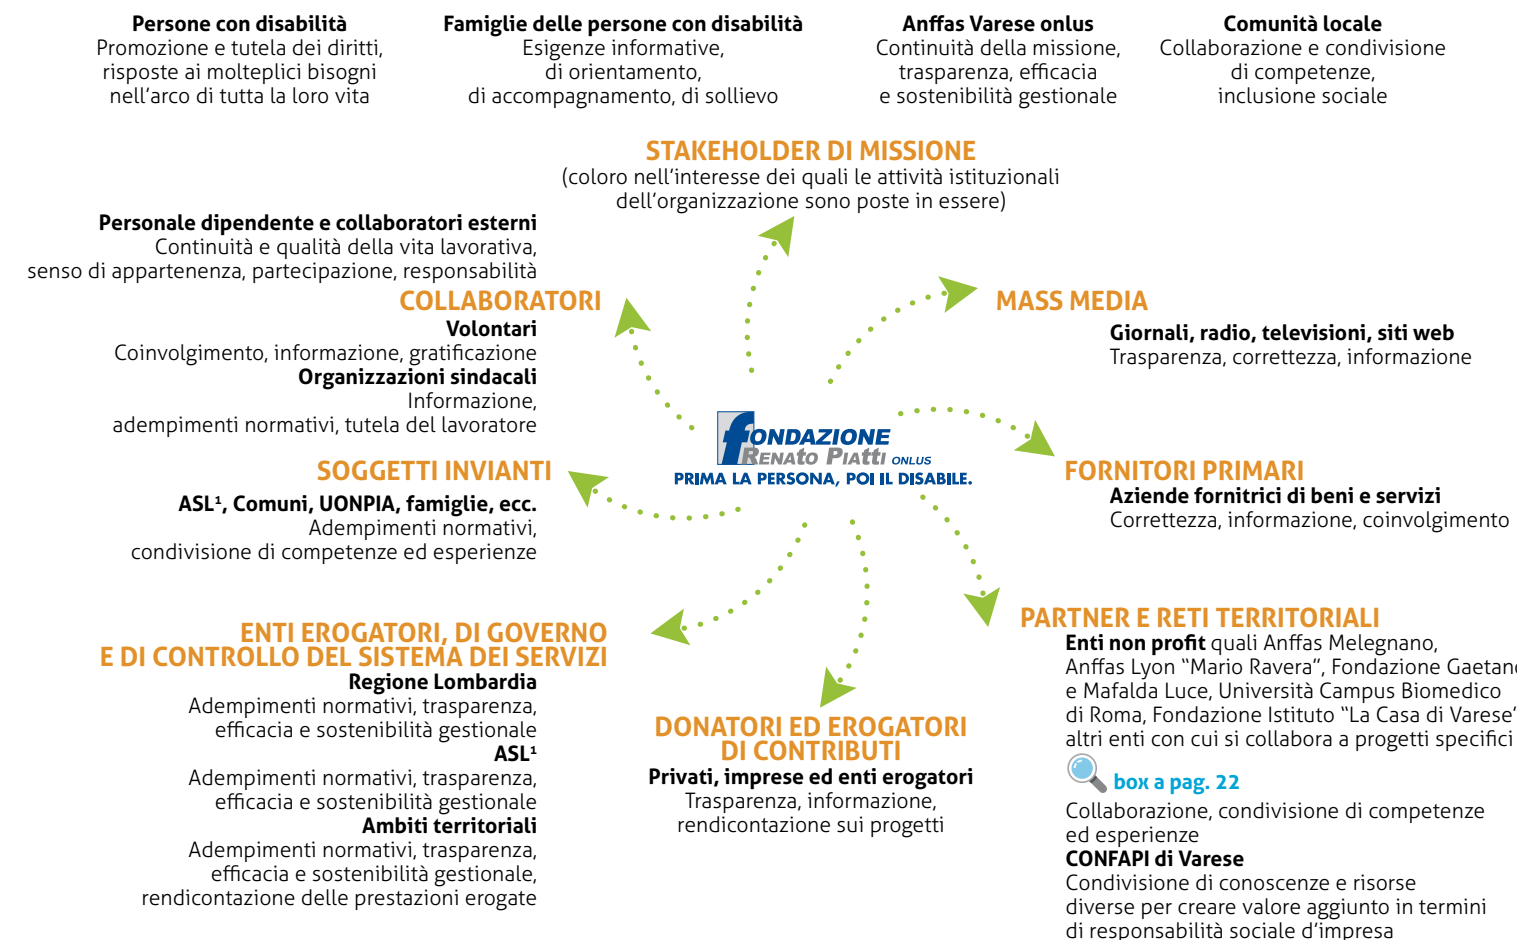 Persone con disabilità
Promozione e tutela dei diritti,
risposte ai molteplici bisogni
nell'arco di tutta la loro vita
Famiglie delle persone con disabilità
Esigenze informative,
di orientamento,
di accompagnamento, di sollievo
Anffas Varese onlus
Continuità della missione,
trasparenza, efficacia
e sostenibilità gestionale
Comunità locale
Collaborazione e condivisione
di competenze,
inclusione sociale
STAKEHOLDER DI MISSIONE
(coloro nell'interesse dei quali le attività istituzionali
dell'organizzazione sono poste in essere)
Personale dipendente e collaboratori esterni
Continuità e qualità della vita lavorativa,
senso di appartenenza, partecipazione, responsabilità
COLLABORATORI
Volontari
Coinvolgimento, informazione, gratificazione
Organizzazioni sindacali
Informazione,
adempimenti normativi, tutela del lavoratore
MASS MEDIA
Giornali, radio, televisioni, siti web
Trasparenza, correttezza, informazione
fONDAZIONE
RENATO PIATTI ONLUS
PRIMA LA PERSONA, POI IL DISABILE.
SOGGETTI INVIANTI
ASL¹, Comuni, UONPIA, famiglie, ecc.
Adempimenti normativi,
condivisione di competenze ed esperienze
FORNITORI PRIMARI
Aziende fornitrici di beni e servizi
Correttezza, informazione, coinvolgimento
ENTI EROGATORI, DI GOVERNO
E DI CONTROLLO DEL SISTEMA DEI SERVIZI
Regione Lombardia
Adempimenti normativi, trasparenza,
efficacia e sostenibilità gestionale
ASL¹
Adempimenti normativi, trasparenza,
efficacia e sostenibilità gestionale
Ambiti territoriali
Adempimenti normativi, trasparenza,
efficacia e sostenibilità gestionale,
rendicontazione delle prestazioni erogate
DONATORI ED EROGATORI
DI CONTRIBUTI
Privati, imprese ed enti erogatori
Trasparenza, informazione,
rendicontazione sui progetti
PARTNER E RETI TERRITORIALI
Enti non profit quali Anffas Melegnano,
Anffas Lyon "Mario Ravera", Fondazione Gaetano
e Mafalda Luce, Università Campus Biomedico
di Roma, Fondazione Istituto "La Casa di Varese"
altri enti con cui si collabora a progetti specifici
box a pag. 22
Collaborazione, condivisione di competenze
ed esperienze
CONFAPI di Varese
Condivisione di conoscenze e risorse
diverse per creare valore aggiunto in termini
di responsabilità sociale d'impresa